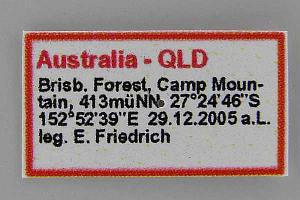 Australia - QLD
Brisb. Forest, Camp Moun-
tain, 413müNN 27°24'46"S
152°52'39"E 29.12.2005 a.L.
leg. E. Friedrich